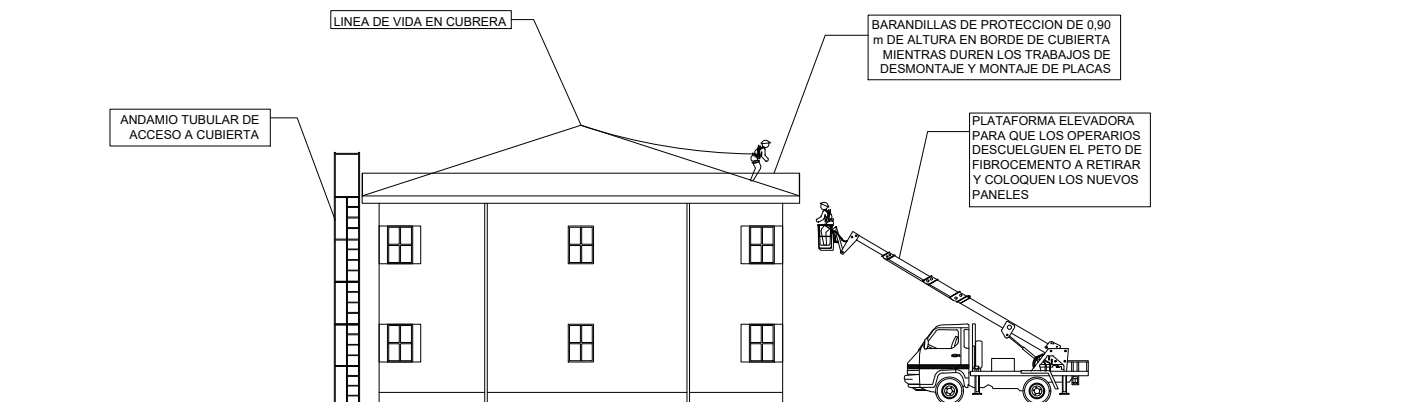 LINEA DE VIDA EN CUBRERA
BARANDILLAS DE PROTECCION DE 0,90
m DE ALTURA EN BORDE DE CUBIERTA
MIENTRAS DUREN LOS TRABAJOS DE
DESMONTAJE Y MONTAJE DE PLACAS
ANDAMIO TUBULAR DE
ACCESO A CUBIERTA
PLATAFORMA ELEVADORA
PARA QUE LOS OPERARIOS
DESCUELGUEN EL PETO DE
FIBROCEMENTO A RETIRAR
Y COLOQUEN LOS NUEVOS
PANELES